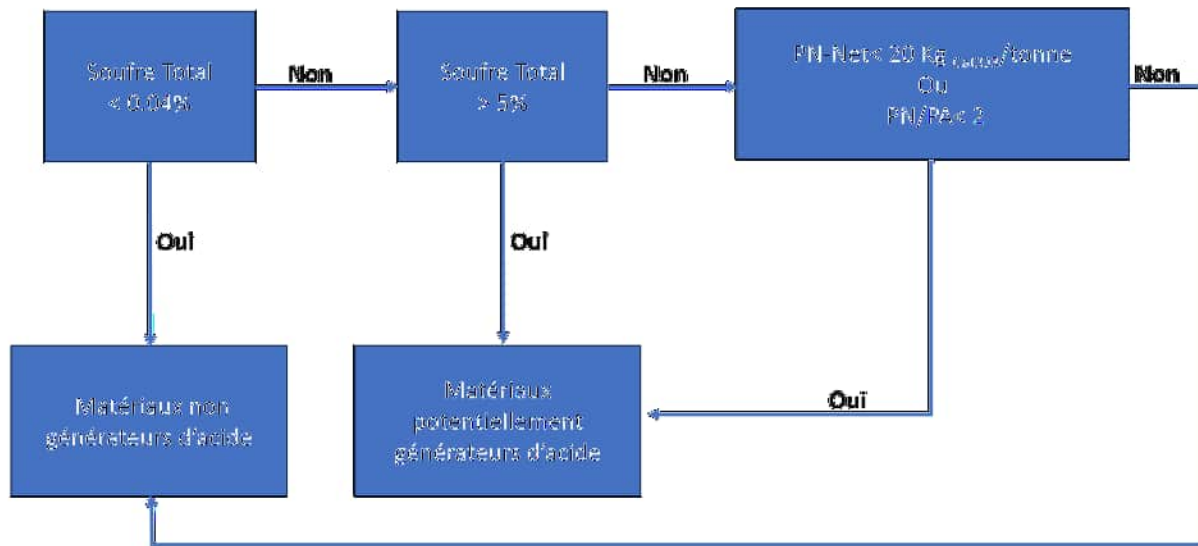 Soufre Total
< 0.04%
Non
Soufre Total
> 5%
Non
PN-Net< 20 Kg CaCO3/tonne
Ou
PN/PA< 2
Non
Oui
Oui
Matériaux non
générateurs d'acide
Matériaux
potentiellement
générateurs d'acide
Oui